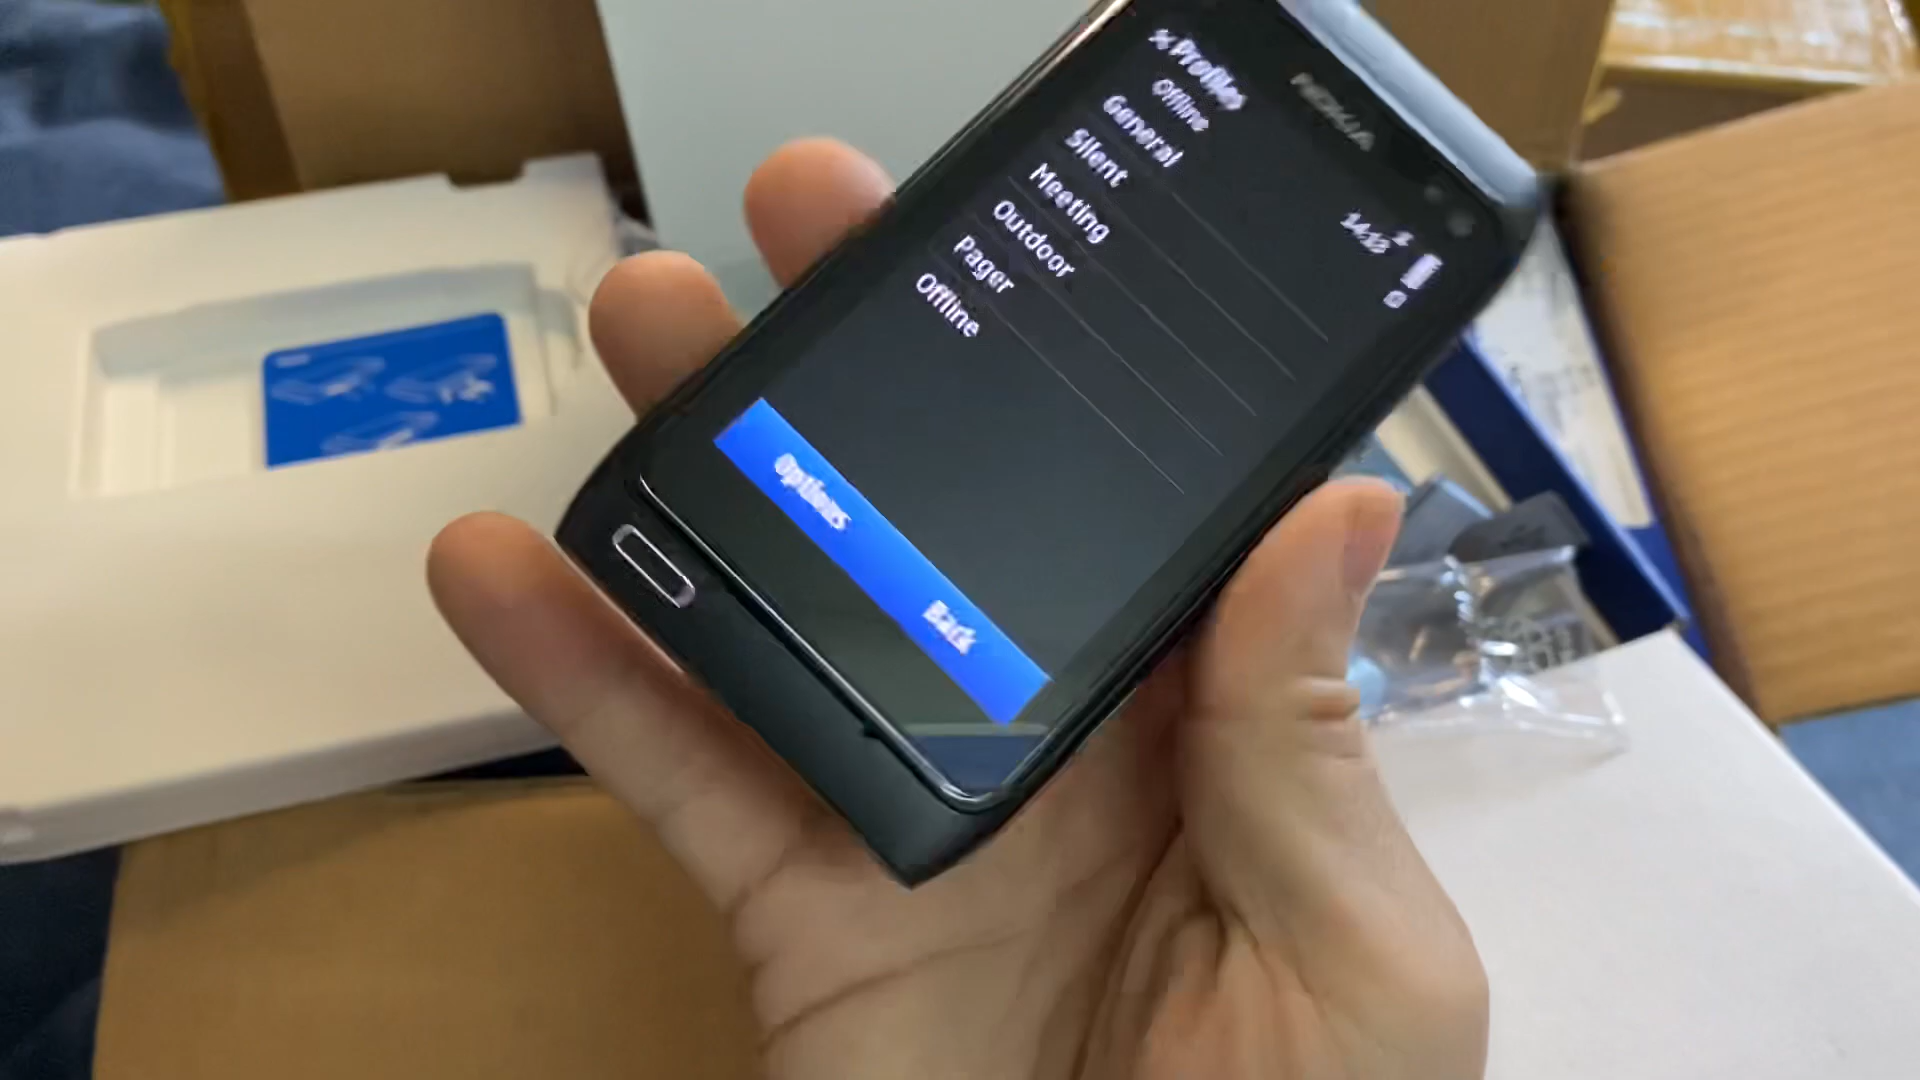 Profiles
Offline
NOKIA
General
Silent
Meeting
Outdoor
Pager
Offline
Options
Back